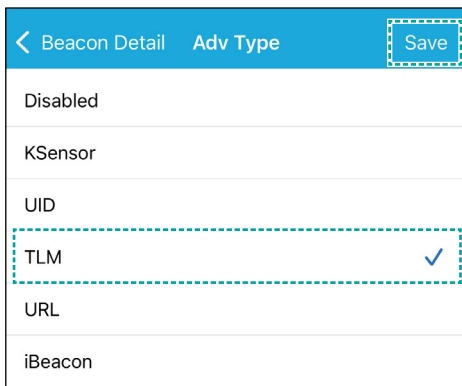 Beacon Detail Adv Type Save
Disabled
KSensor
UID
TLM
URL
iBeacon